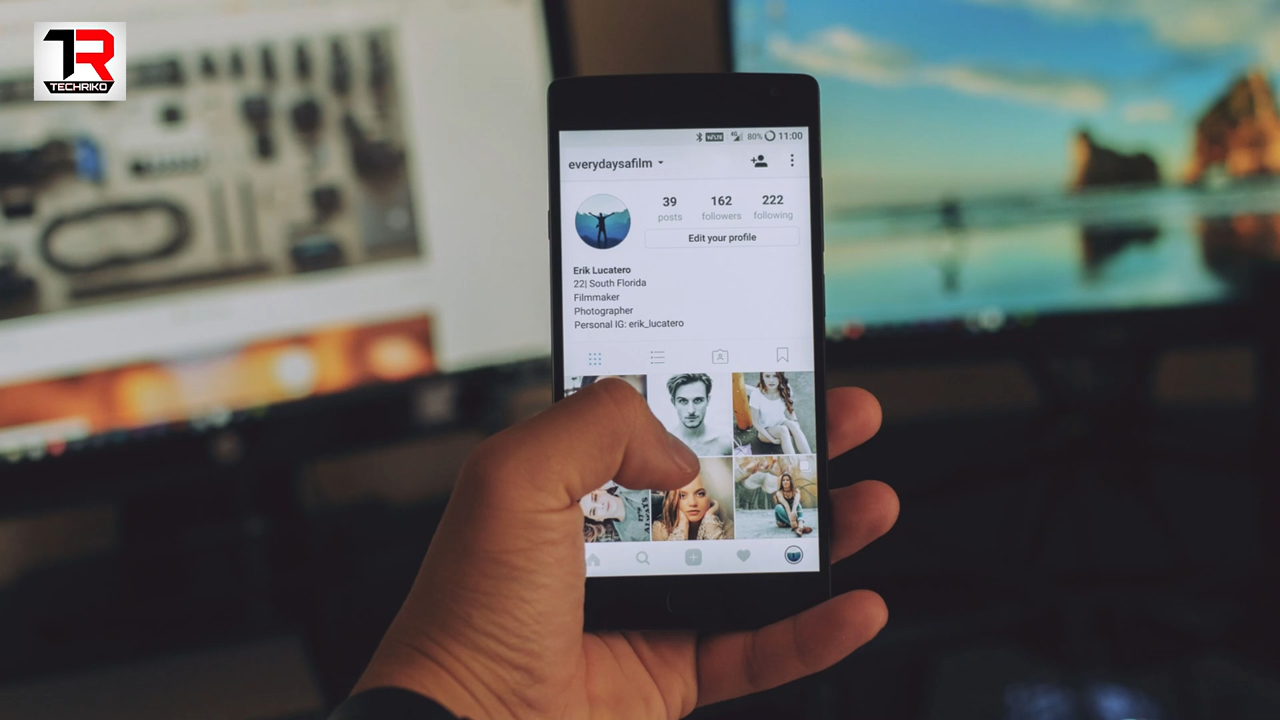 TR
TECHRIKO
80% 11:00
everydaysafilm
39 162 222
posts followers following
Edit your profile
Erik Lucatero
22| South Florida
Filmmaker
Photographer
Personal IG: erik_lucatero